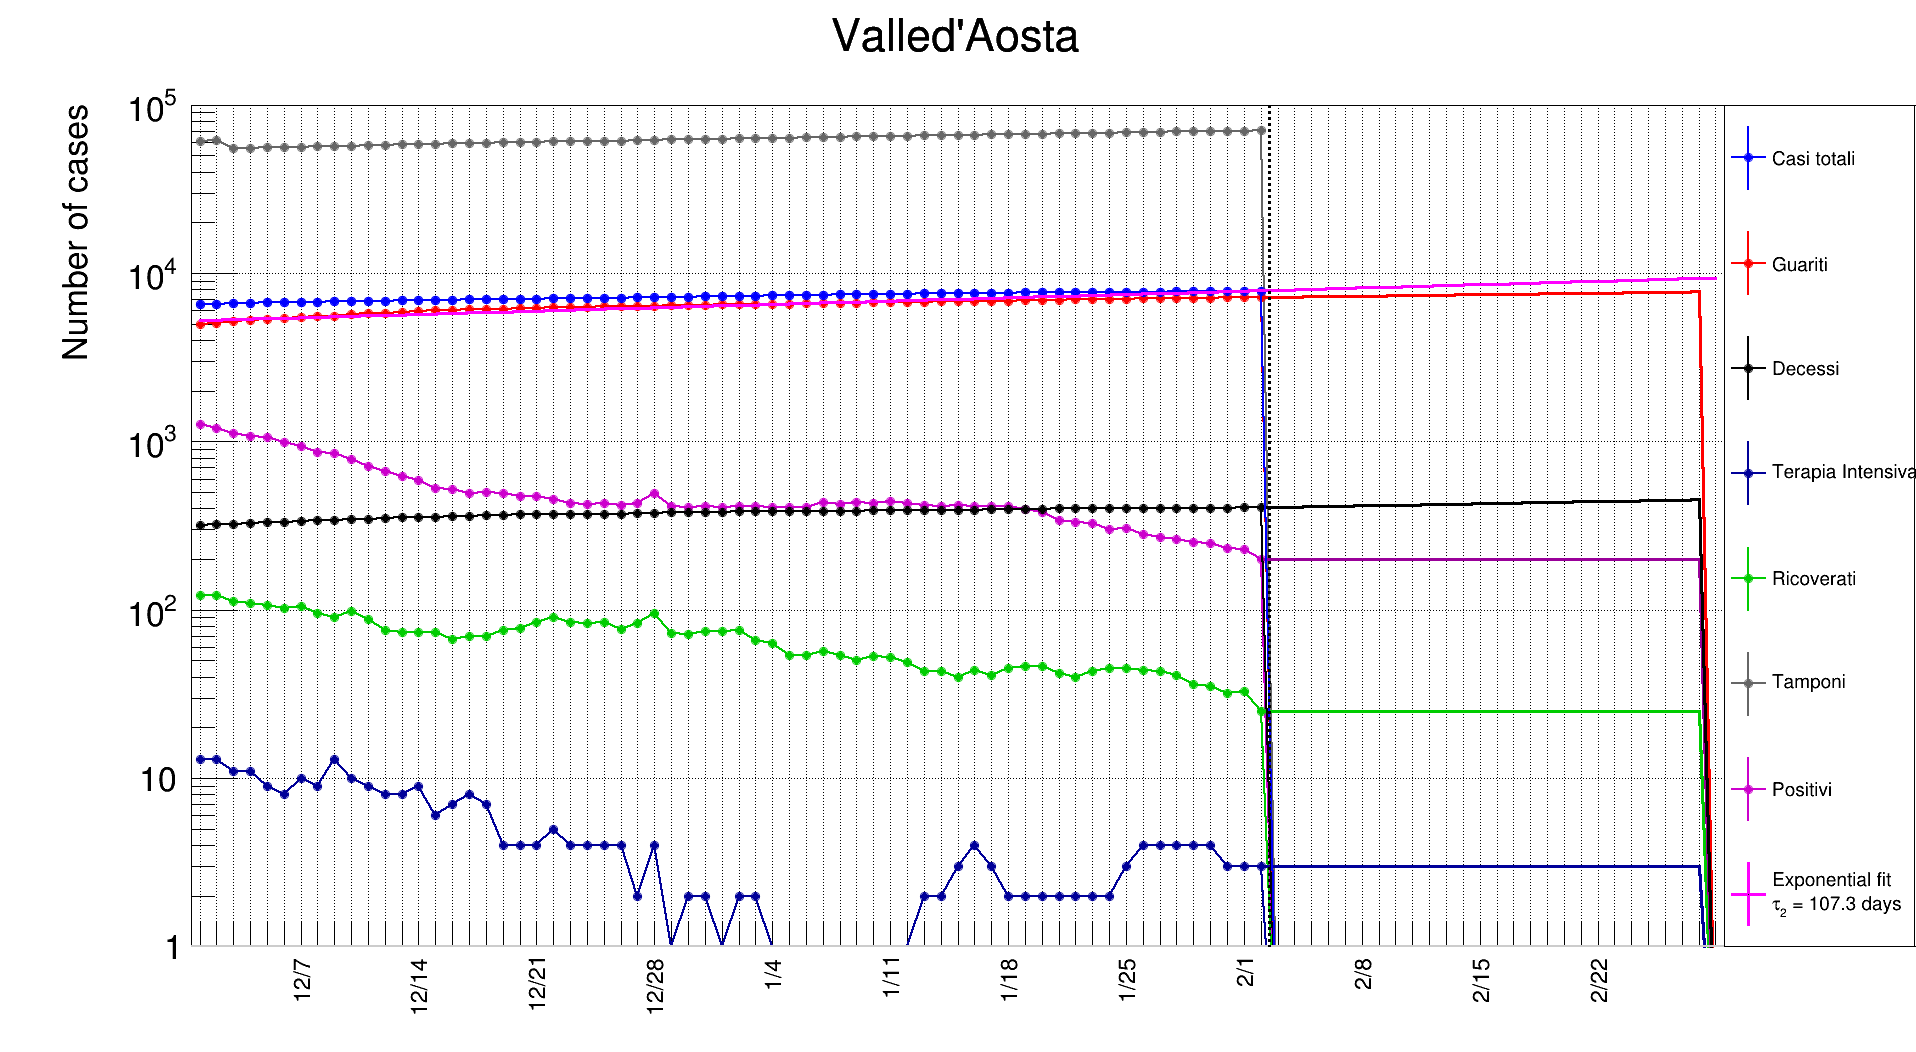 Valled'Aosta
Number of cases
10^5
10^4
10^3
10^2
10
1
12/7
12/14
12/21
12/28
1/4
1/11
1/18
1/25
2/1
2/8
2/15
2/22
Casi totali
Guariti
Decessi
Terapia Intensiva
Ricoverati
Tamponi
Positivi
Exponential fit
τ_2 = 107.3 days